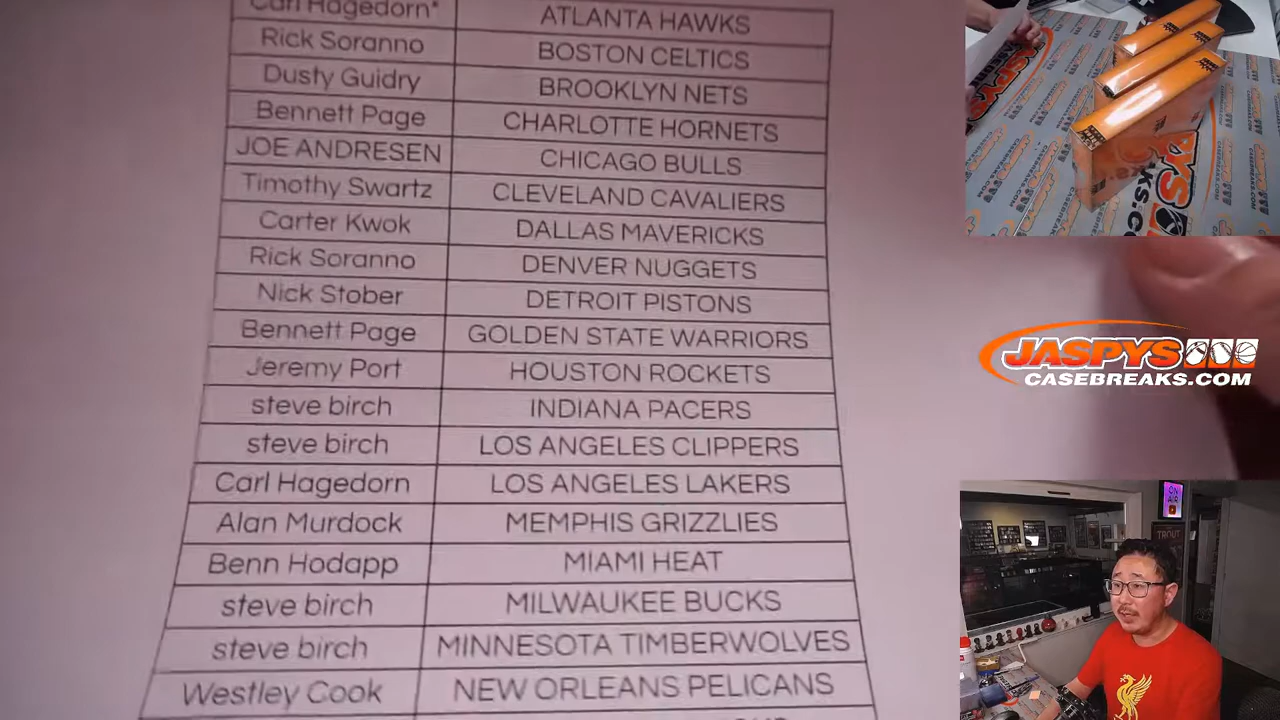 Carl Hagedorn* ATLANTA HAWKS
Rick Soranno BOSTON CELTICS
Dusty Guidry BROOKLYN NETS
Bennett Page CHARLOTTE HORNETS
JOE ANDRESEN CHICAGO BULLS
Timothy Swartz CLEVELAND CAVALIERS
Carter Kwok DALLAS MAVERICKS
Rick Soranno DENVER NUGGETS
Nick Stober DETROIT PISTONS
Bennett Page GOLDEN STATE WARRIORS
Jeremy Port HOUSTON ROCKETS
steve birch INDIANA PACERS
steve birch LOS ANGELES CLIPPERS
Carl Hagedorn LOS ANGELES LAKERS
Alan Murdock MEMPHIS GRIZZLIES
Benn Hodapp MIAMI HEAT
steve birch MILWAUKEE BUCKS
steve birch MINNESOTA TIMBERWOLVES
Westley Cook NEW ORLEANS PELICANS
JASPYS
CASEBREAKS.COM
ON
AIR
TROUT